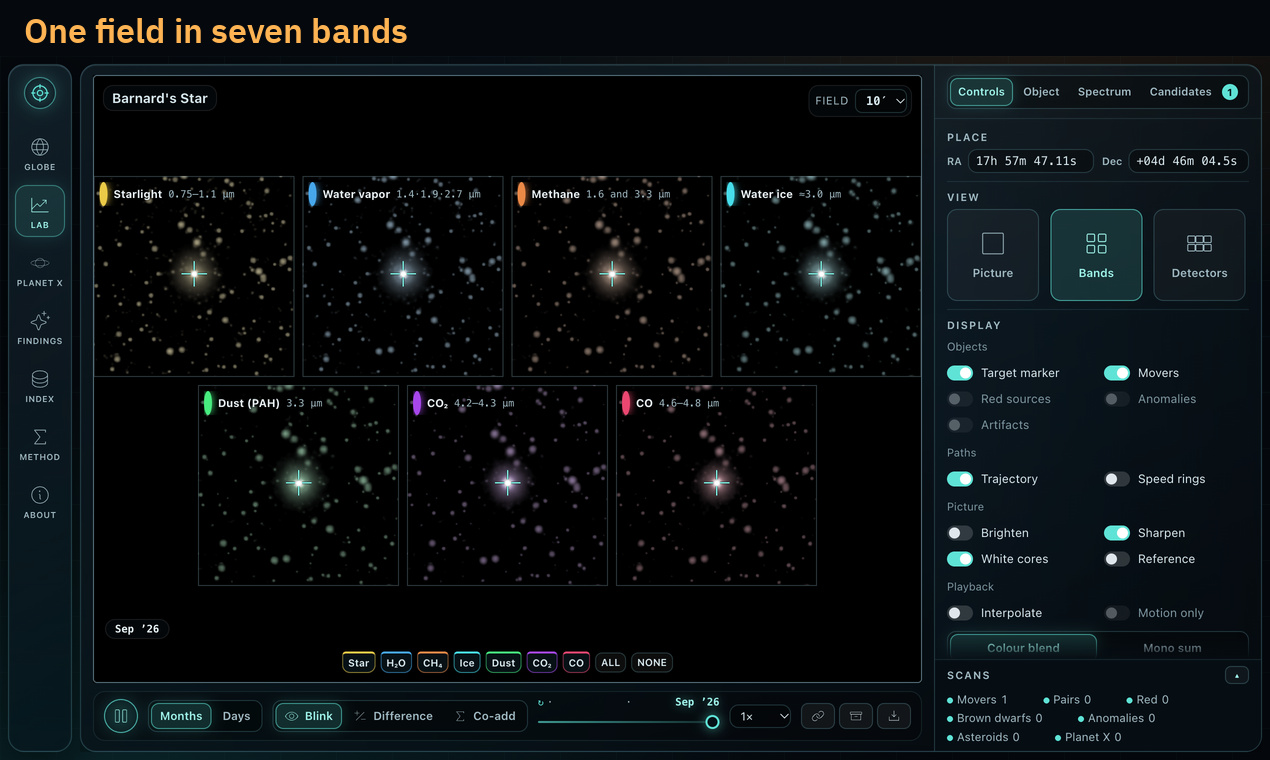 One field in seven bands
GLOBE
LAB
PLANET X
FINDINGS
INDEX
METHOD
ABOUT
Barnard's Star
FIELD 10′
Starlight 0.75–1.1 μm
Water vapor 1.4·1.9·2.7 μm
Methane 1.6 and 3.3 μm
Water ice ≈3.0 μm
Dust (PAH) 3.3 μm
CO₂ 4.2–4.3 μm
CO 4.6–4.8 μm
Sep ’26
Star H₂O CH₄ Ice Dust CO₂ CO ALL NONE
Months Days Blink Difference Co-add Sep ’26 1×
Controls Object Spectrum Candidates 1
PLACE
RA 17h 57m 47.11s Dec +04d 46m 04.5s
VIEW
Picture Bands Detectors
DISPLAY
Objects
Target marker Movers
Red sources Anomalies
Artifacts
Paths
Trajectory Speed rings
Picture
Brighten Sharpen
White cores Reference
Playback
Interpolate Motion only
Colour blend Mono sum
SCANS
Movers 1 Pairs 0 Red 0
Brown dwarfs 0 Anomalies 0
Asteroids 0 Planet X 0